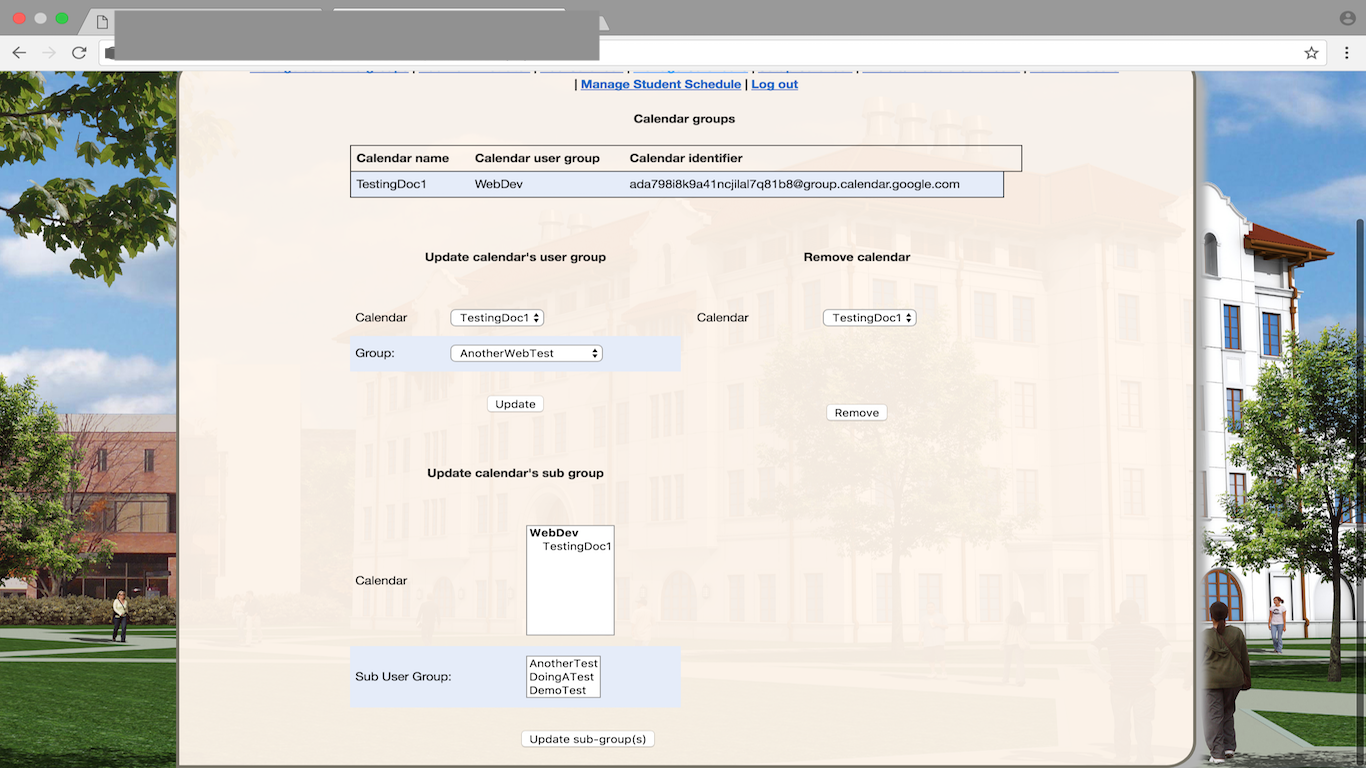 | Manage Student Schedule | Log out
Calendar groups
Calendar name Calendar user group Calendar identifier
TestingDoc1 WebDev ada798i8k9a41ncjilal7q81b8@group.calendar.google.com
Update calendar's user group Remove calendar
Calendar TestingDoc1 Calendar TestingDoc1
Group: AnotherWebTest
Update
Remove
Update calendar's sub group
WebDev
TestingDoc1
Calendar
AnotherTest
Sub User Group: DoingATest
DemoTest
Update sub-group(s)